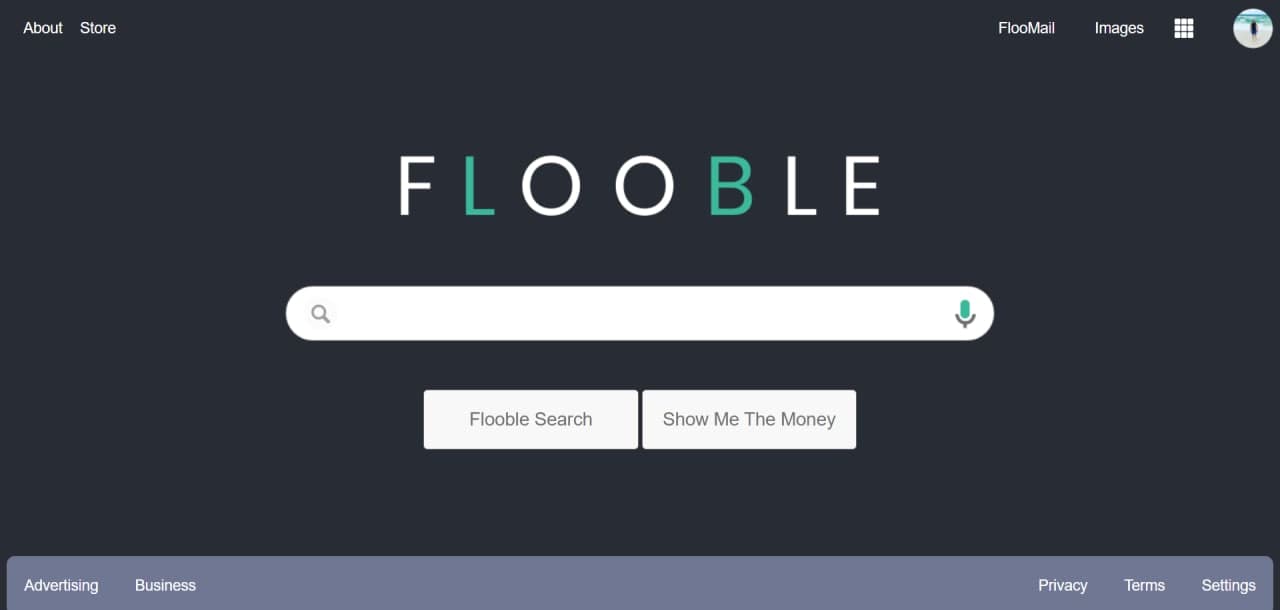 About Store FlooMail Images
FLOOBLE
Flooble Search Show Me The Money
Advertising Business Privacy Terms Settings